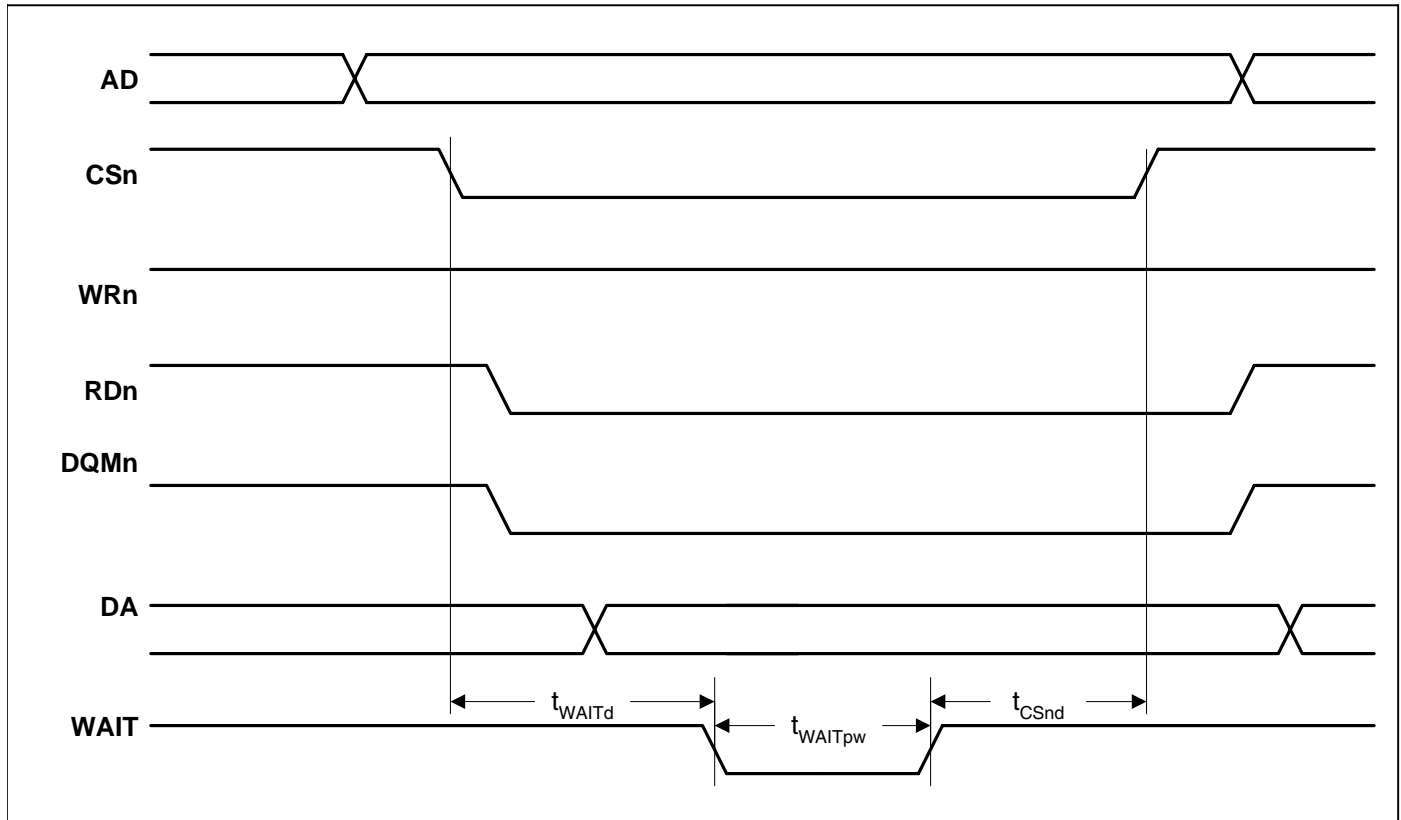 AD
CSn
WRn
RDn
DQMn
DA
tWAITd
tCSnd
WAIT
tWAITpw